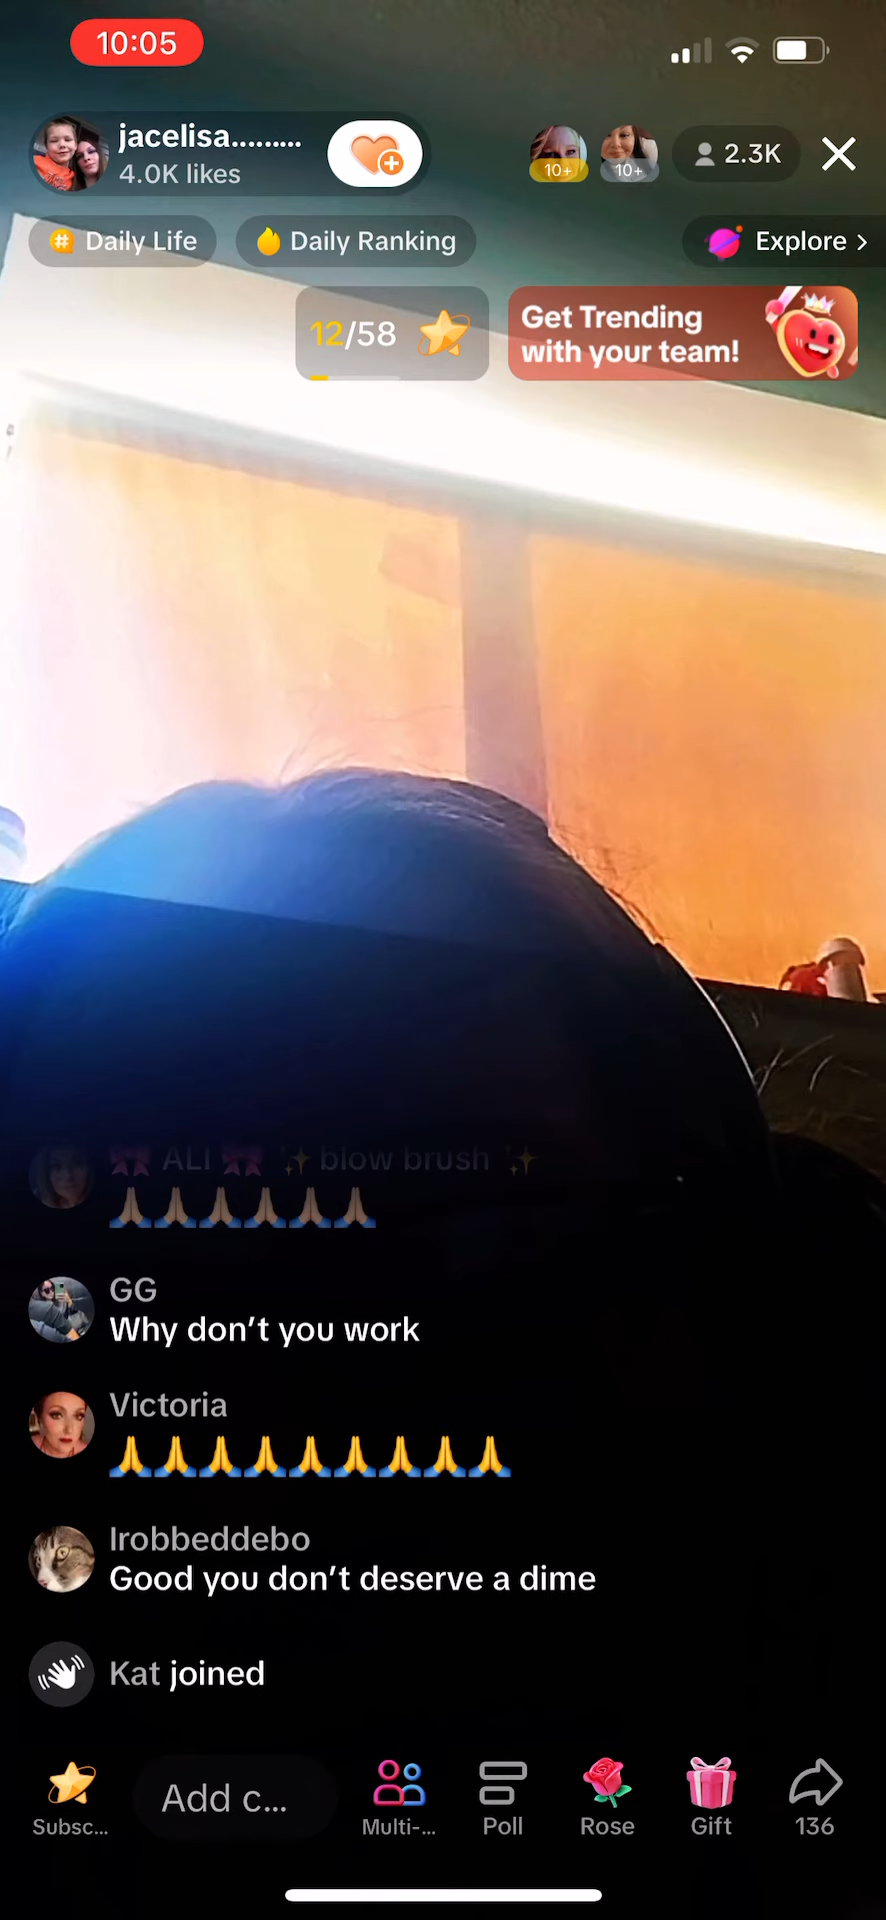 10:05
jacelisa.........
4.0K likes
10+
10+
2.3K
Daily Life
Daily Ranking
Explore >
12/58
Get Trending
with your team!
🎀 ALI 🎀 ✨ blow brush ✨
🙏🏼🙏🏼🙏🏼🙏🏼🙏🏼🙏🏼
GG
Why don’t you work
Victoria
🙏🙏🙏🙏🙏🙏🙏🙏🙏
Irobbeddebo
Good you don’t deserve a dime
Kat joined
Subsc...
Add c...
Multi-...
Poll
Rose
Gift
136